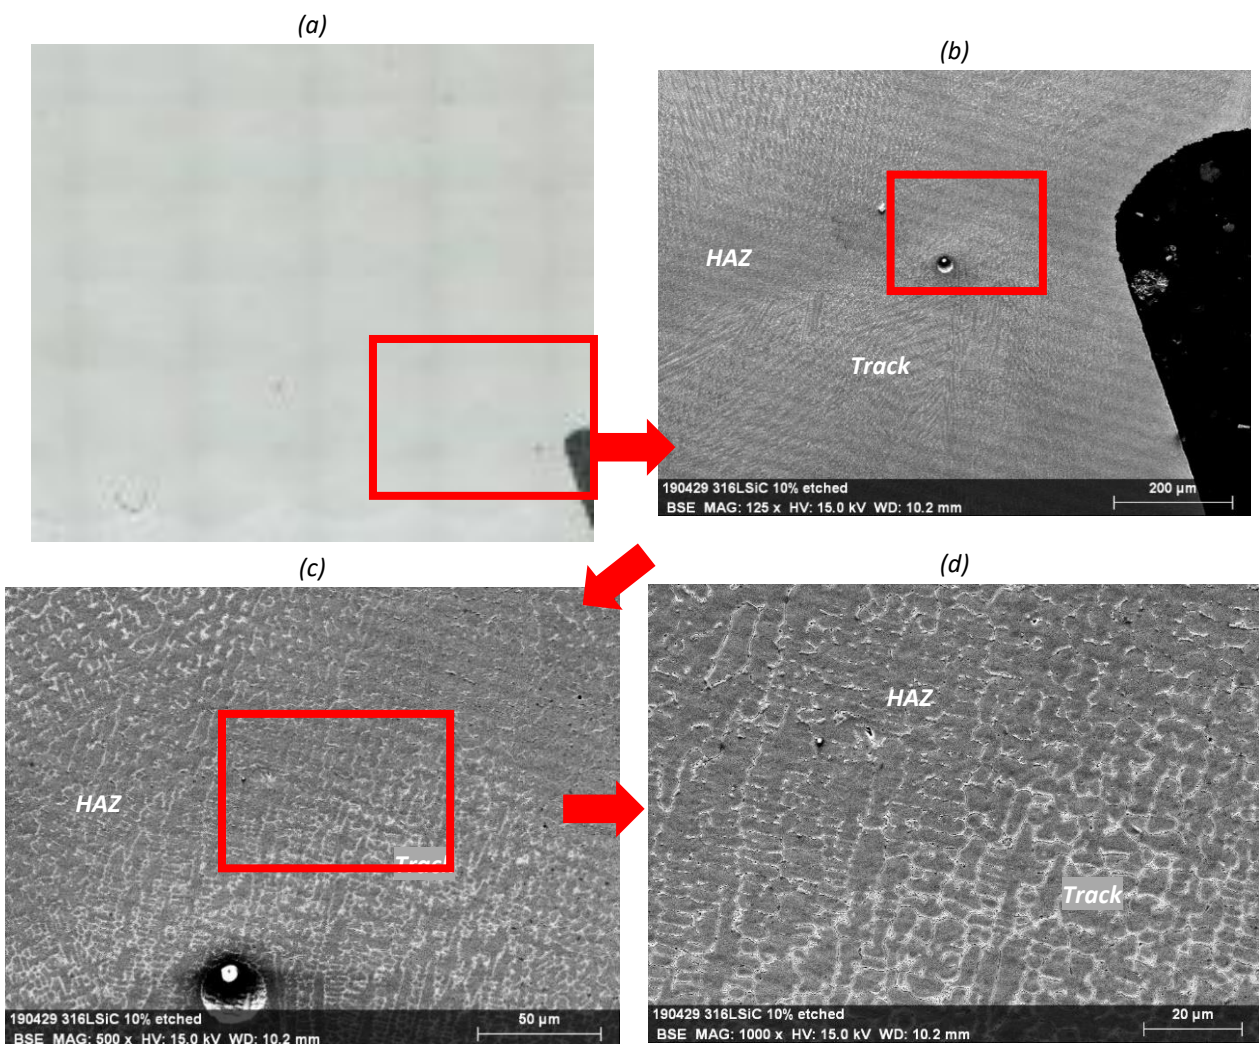 (a)
(b)
HAZ
Track
190429 316LSiC 10% etched
200 µm
BSE MAG: 125 x HV: 15.0 kV WD: 10.2 mm
(c)
(d)
HAZ
Track
190429 316LSiC 10% etched
50 µm
BSE MAG: 500 x HV: 15.0 kV WD: 10.2 mm
HAZ
Track
190429 316LSiC 10% etched
20 µm
BSE MAG: 1000 x HV: 15.0 kV WD: 10.2 mm